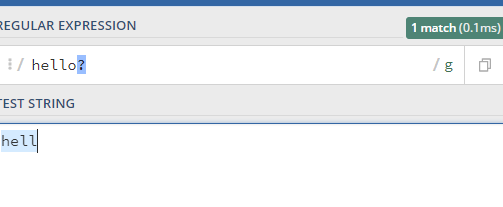 REGULAR EXPRESSION
1 match (0.1ms)
/ hello? / g
TEST STRING
hell